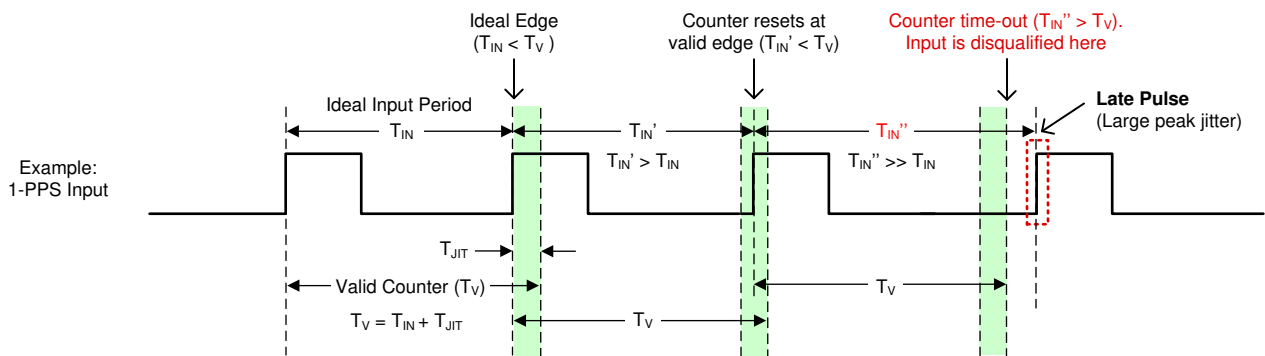 Ideal Edge
(T_IN < T_V )
Counter resets at
valid edge (T_IN' < T_V)
Counter time-out (T_IN'' > T_V).
Input is disqualified here
Ideal Input Period
T_IN
T_IN'
T_IN''
Late Pulse
(Large peak jitter)
Example:
1-PPS Input
T_IN' > T_IN
T_IN'' >> T_IN
T_JIT
Valid Counter (T_V)
T_V
T_V = T_IN + T_JIT
T_V